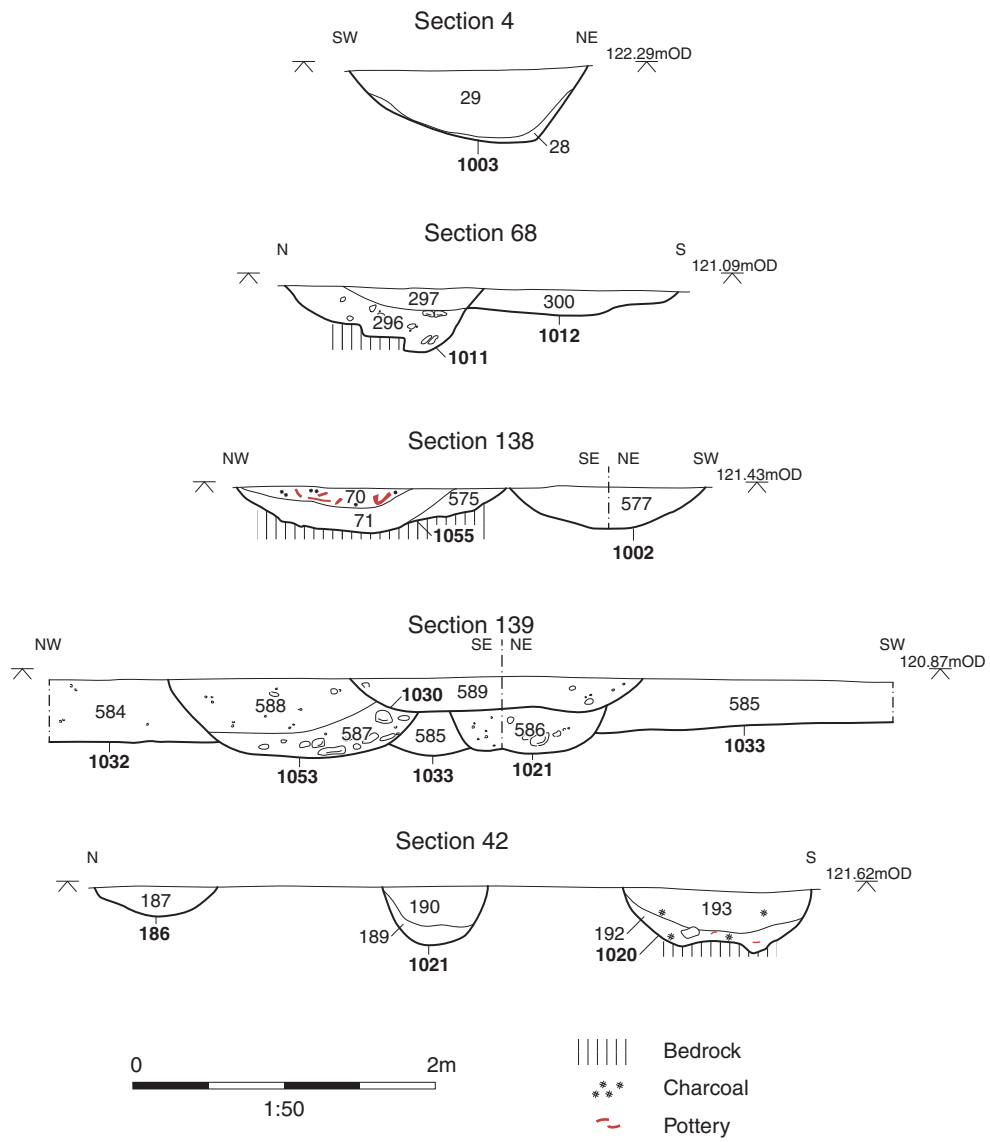 Section 4
SW NE
122.29mOD
29
28
1003
Section 68
N S
121.09mOD
297 300
296
1012
1011
Section 138
NW SE NE SW
121.43mOD
70 575 577
71
1055
1002
Section 139
NW SE NE SW
120.87mOD
1030 589
584 588 585
587 585 586
1032 1053 1033 1021 1033
Section 42
N S
121.62mOD
187 190 193
189 192
186 1021 1020
0 2m
1:50
Bedrock
Charcoal
Pottery